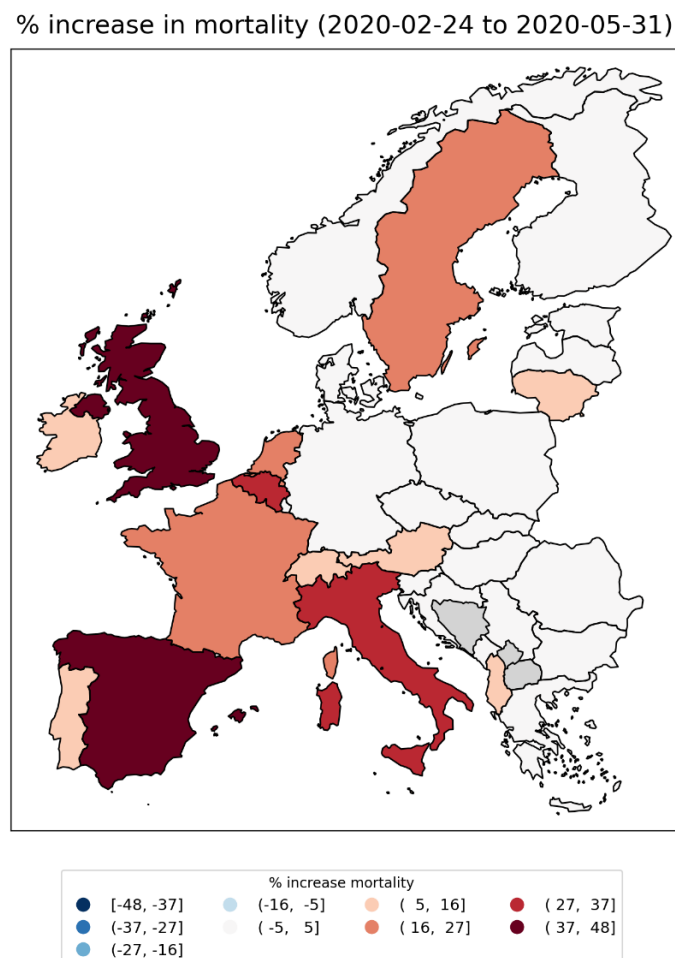 % increase in mortality (2020-02-24 to 2020-05-31)
% increase mortality
[-48, -37]
(-37, -27]
(-27, -16]
(-16, -5]
( -5, 5]
( 5, 16]
( 16, 27]
( 27, 37]
( 37, 48]